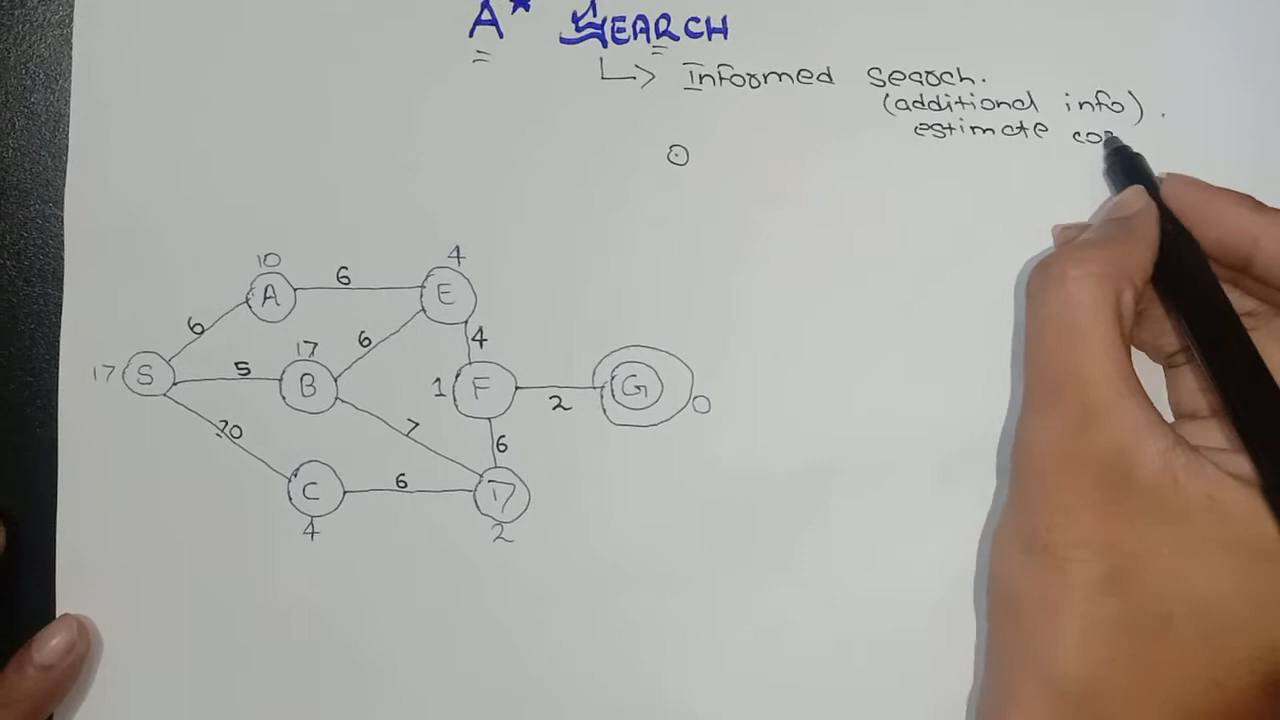 A* SEARCH
↳ Informed search.
(additional info).
estimate co
10
4
A
6
E
6
6
4
17
17
S
5
B
1
F
2
G
0
7
6
C
6
4
2